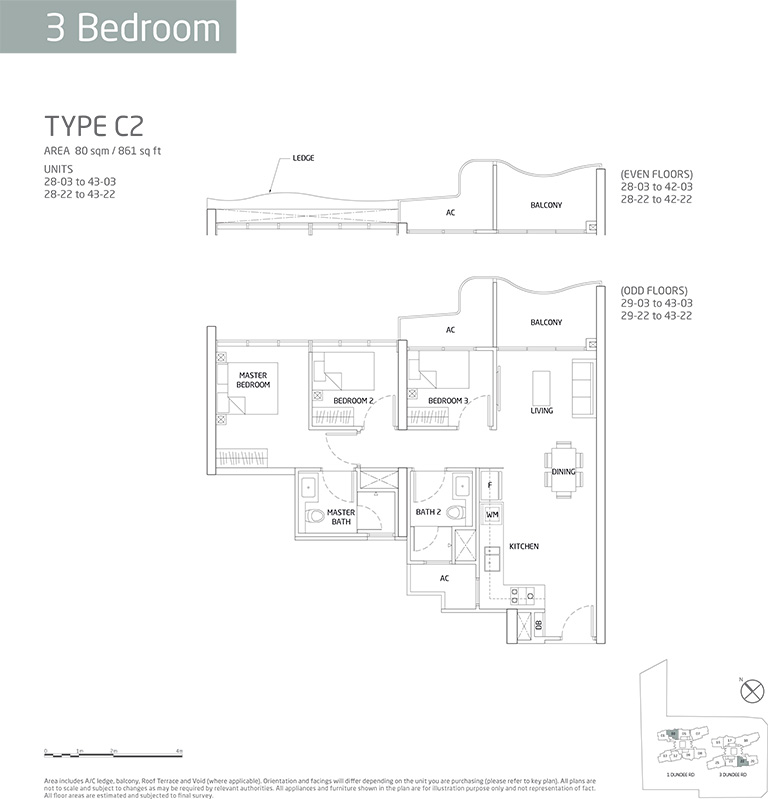 3 Bedroom
TYPE C2
AREA 80 sqm / 861 sq ft
UNITS
28-03 to 43-03
28-22 to 43-22
LEDGE
AC
BALCONY
(EVEN FLOORS)
28-03 to 42-03
28-22 to 42-22
(ODD FLOORS)
29-03 to 43-03
29-22 to 43-22
AC
BALCONY
MASTER
BEDROOM
BEDROOM 2
BEDROOM 3
LIVING
DINING
F
MASTER
BATH
BATH 2
WM
KITCHEN
AC
DB
N
1 DUNDEE RD
3 DUNDEE RD
0 1m 2m 4m
Area includes A/C ledge, balcony, Roof Terrace and Void (where applicable). Orientation and facings will differ depending on the unit you are purchasing (please refer to key plan). All plans are
not to scale and subject to changes as may be required by relevant authorities. All appliances and furniture shown in the plan are for illustration purpose only and not representation of fact.
All floor areas are estimated and subjected to final survey.